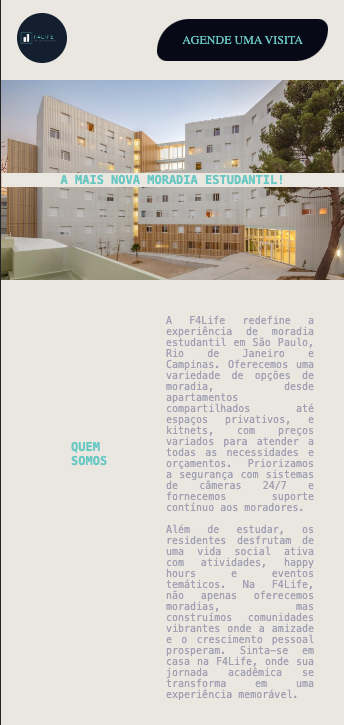 F4LIFE
AGENDE UMA VISITA
A MAIS NOVA MORADIA ESTUDANTIL!
QUEM
SOMOS
A F4Life redefine a
experiência de moradia
estudantil em São Paulo,
Rio de Janeiro e
Campinas. Oferecemos uma
variedade de opções de
moradia, desde
apartamentos
compartilhados até
espaços privativos, e
kitnets, com preços
variados para atender a
todas as necessidades e
orçamentos. Priorizamos
a segurança com sistemas
de câmeras 24/7 e
fornecemos suporte
contínuo aos moradores.
Além de estudar, os
residentes desfrutam de
uma vida social ativa
com atividades, happy
hours e eventos
temáticos. Na F4Life,
não apenas oferecemos
moradias, mas
construímos comunidades
vibrantes onde a amizade
e o crescimento pessoal
prosperam. Sinta-se em
casa na F4Life, onde sua
jornada acadêmica se
transforma em uma
experiência memorável.